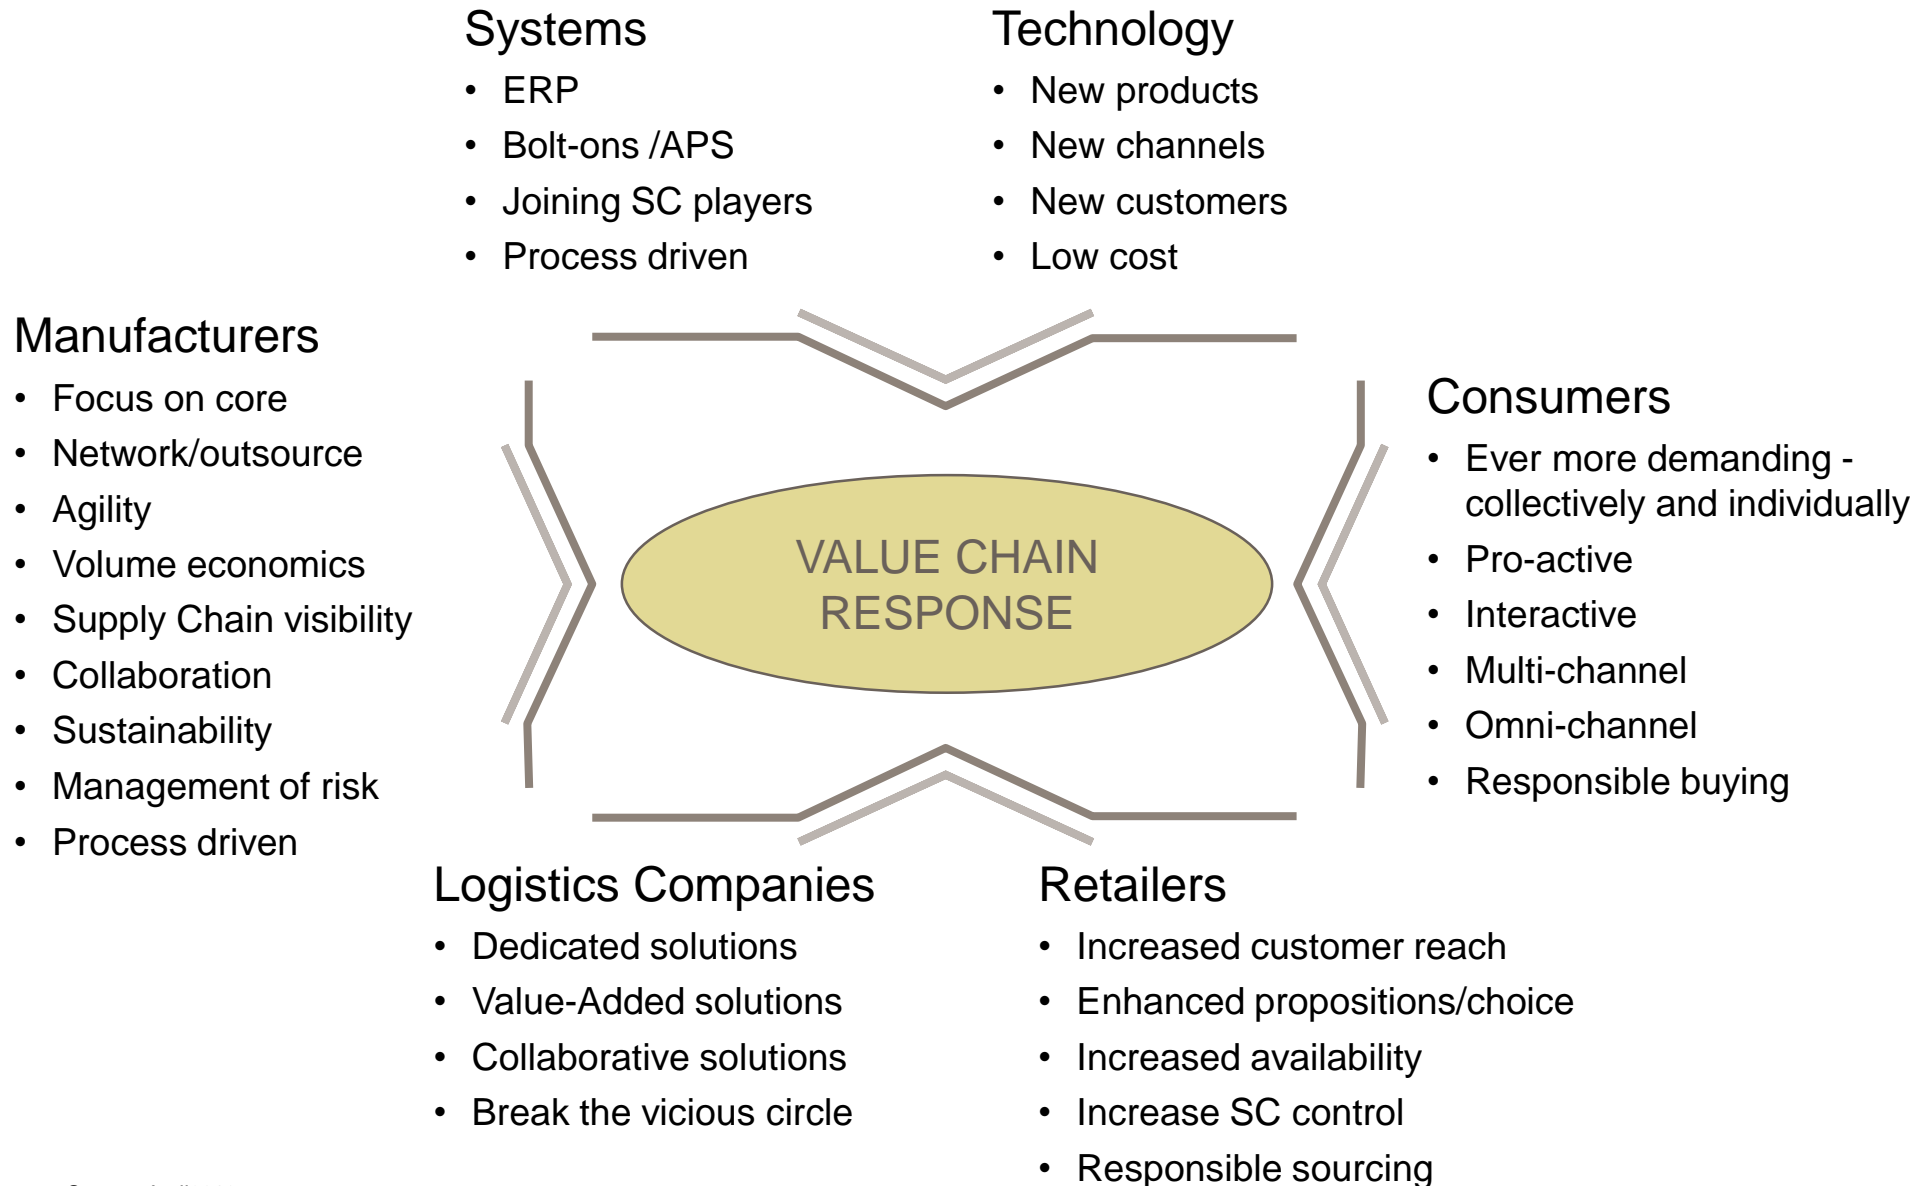 Systems
• ERP
• Bolt-ons /APS
• Joining SC players
• Process driven
Technology
• New products
• New channels
• New customers
• Low cost
Manufacturers
• Focus on core
• Network/outsource
• Agility
• Volume economics
• Supply Chain visibility
• Collaboration
• Sustainability
• Management of risk
• Process driven
VALUE CHAIN
RESPONSE
Consumers
• Ever more demanding -
collectively and individually
• Pro-active
• Interactive
• Multi-channel
• Omni-channel
• Responsible buying
Logistics Companies
• Dedicated solutions
• Value-Added solutions
• Collaborative solutions
• Break the vicious circle
Retailers
• Increased customer reach
• Enhanced propositions/choice
• Increased availability
• Increase SC control
• Responsible sourcing